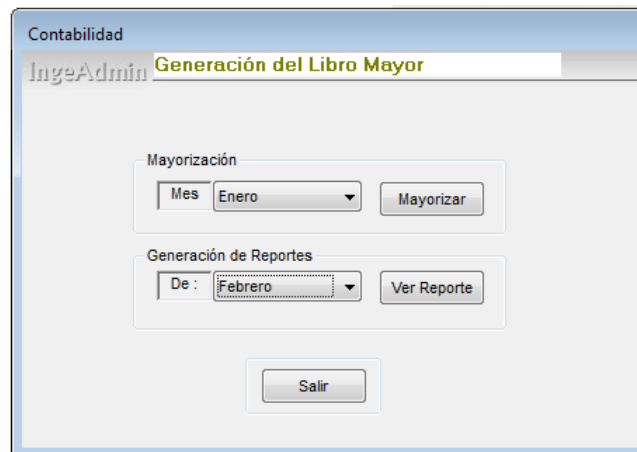 Contabilidad
IngeAdmin Generación del Libro Mayor
Mayorización
Mes Enero Mayorizar
Generación de Reportes
De : Febrero Ver Reporte
Salir